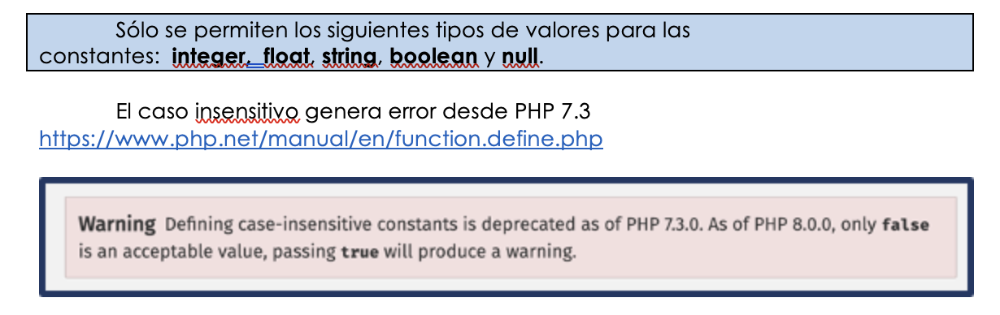 Sólo se permiten los siguientes tipos de valores para las
constantes: integer, float, string, boolean y null.
El caso insensitivo genera error desde PHP 7.3
https://www.php.net/manual/en/function.define.php
Warning Defining case-insensitive constants is deprecated as of PHP 7.3.0. As of PHP 8.0.0, only false
is an acceptable value, passing true will produce a warning.